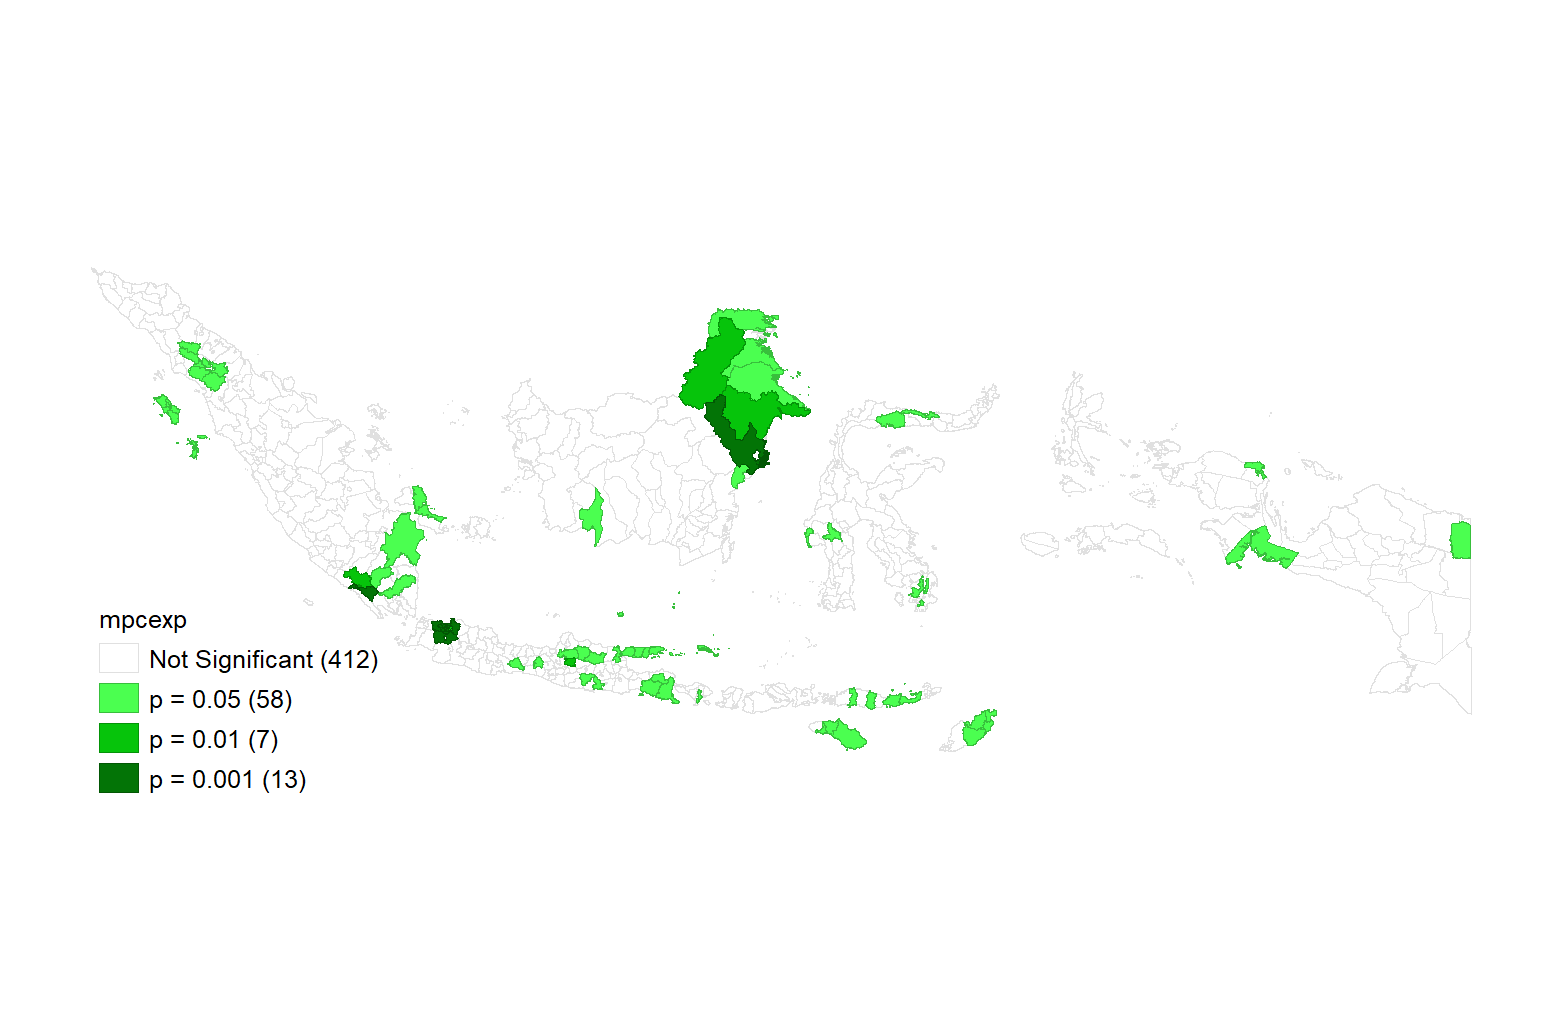 mpcexp
Not Significant (412)
p = 0.05 (58)
p = 0.01 (7)
p = 0.001 (13)